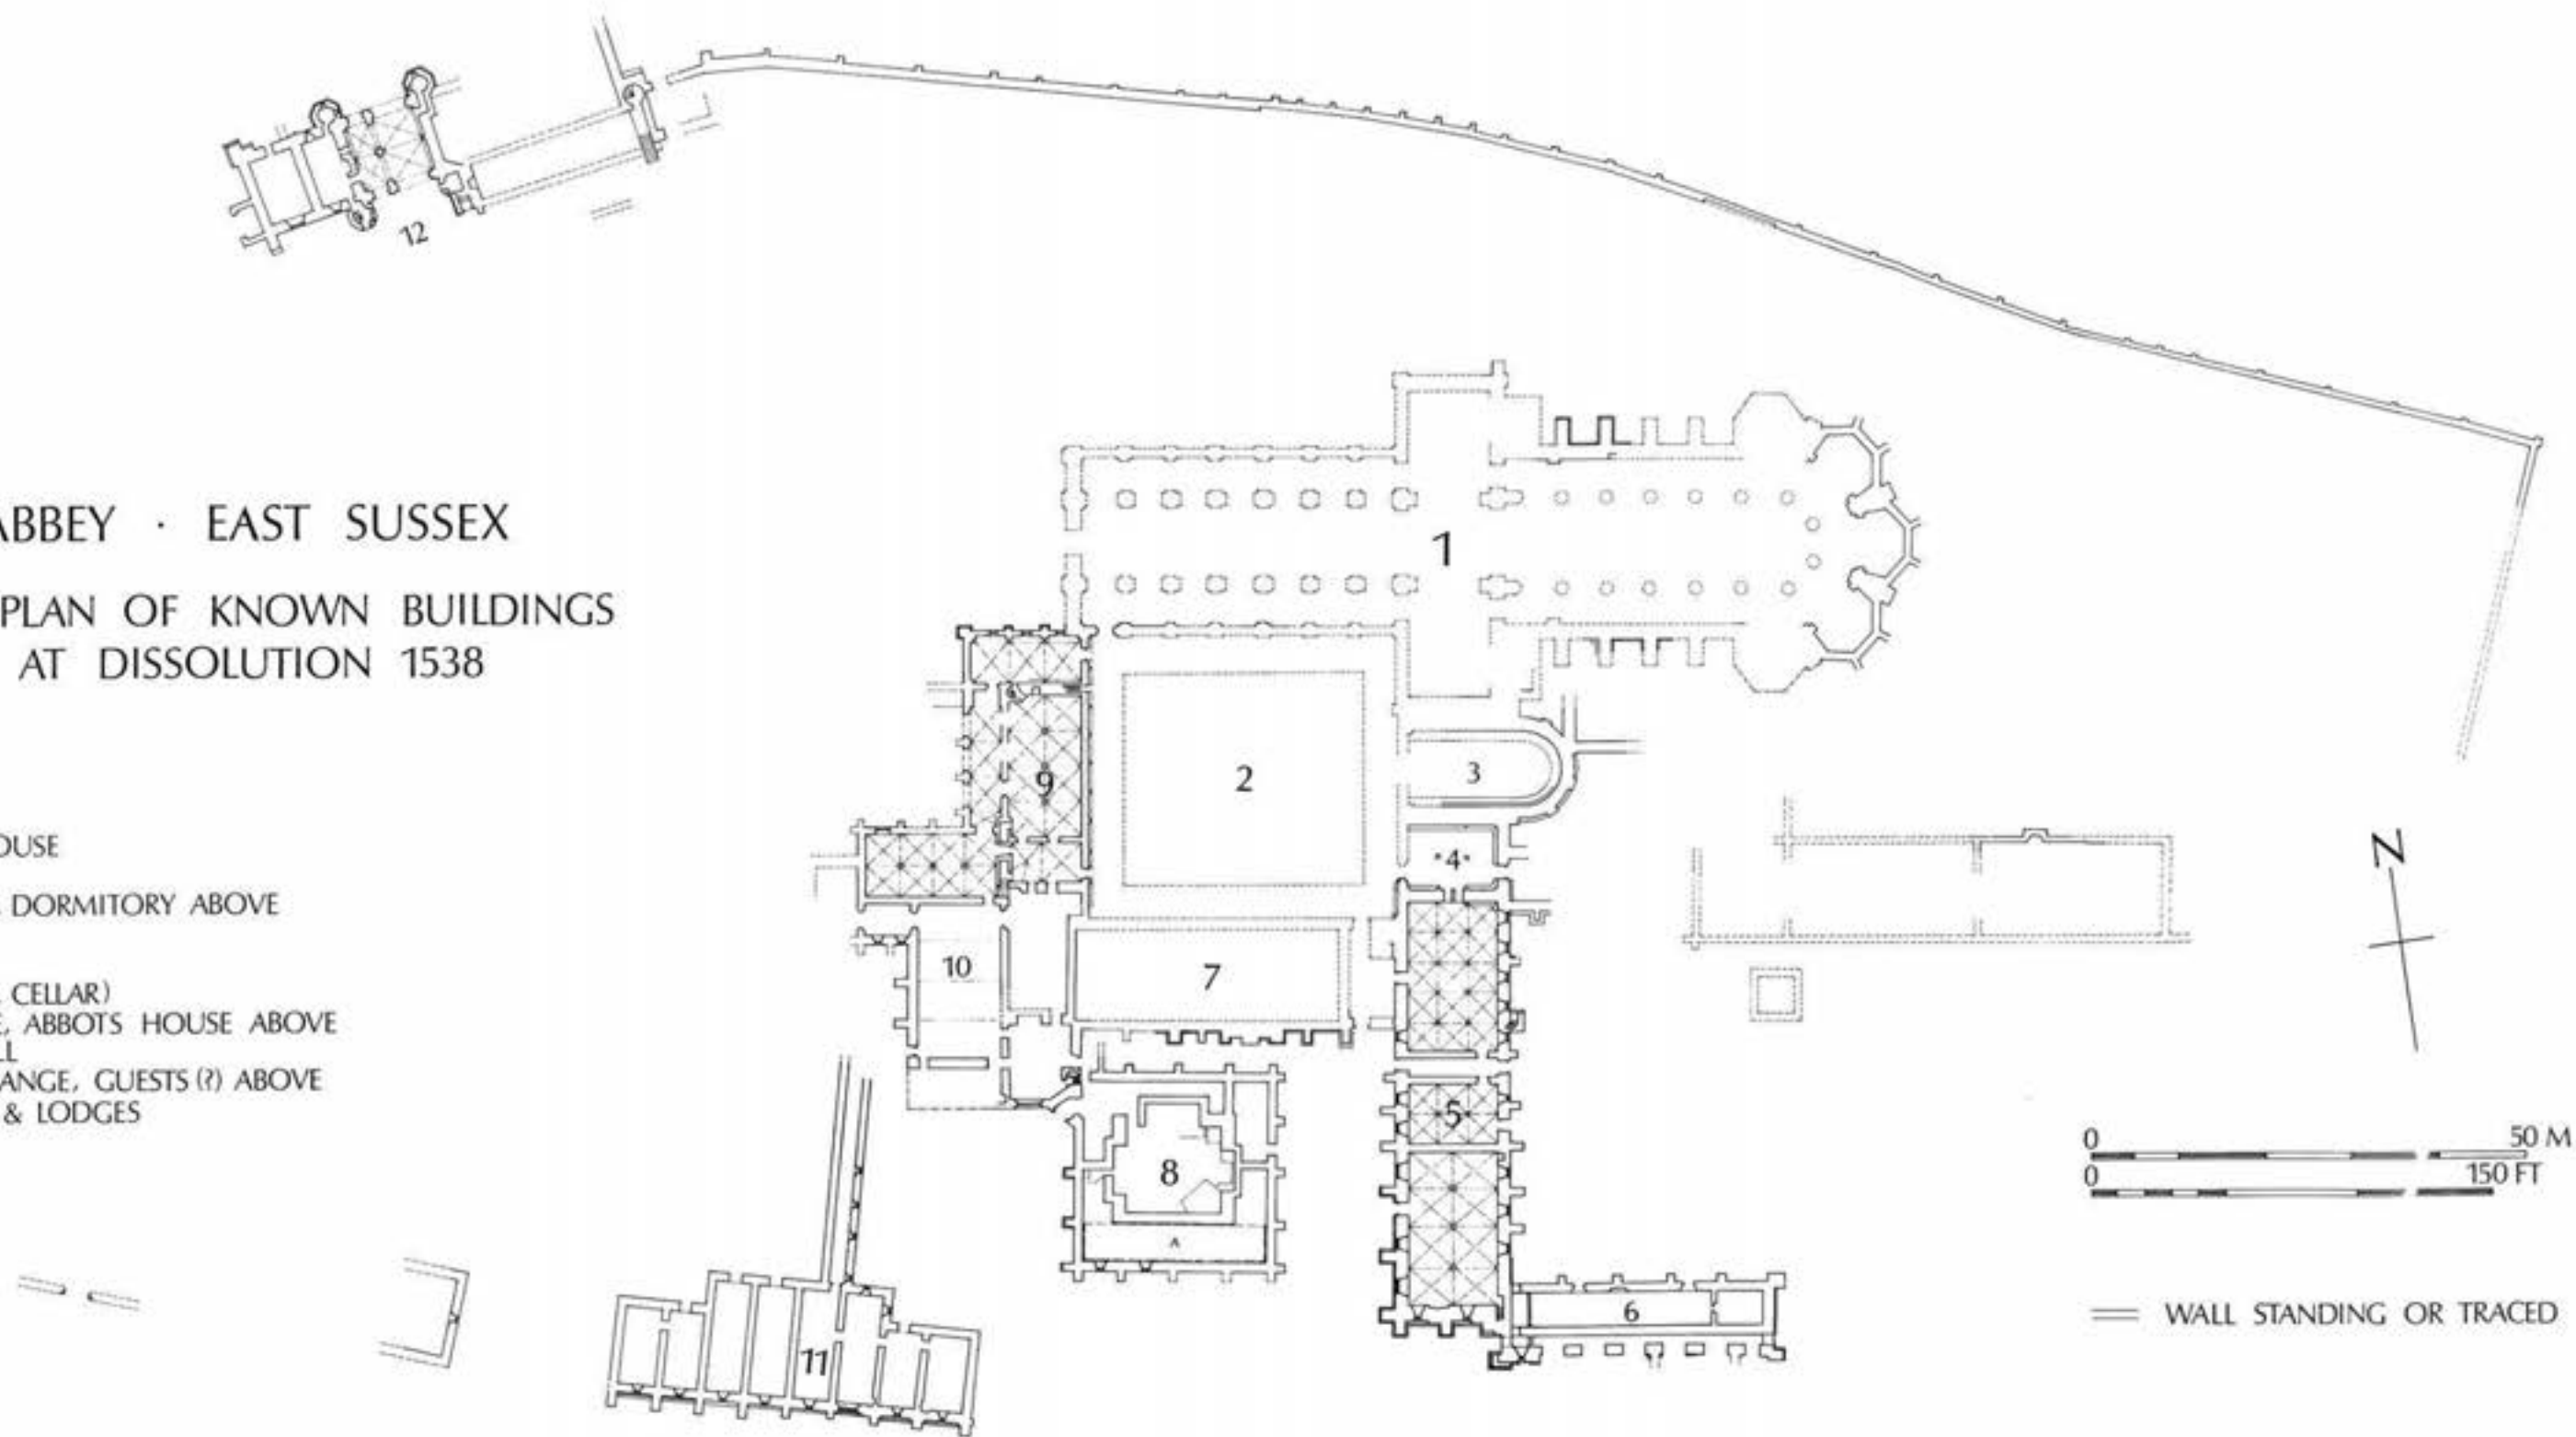 ABBEY · EAST SUSSEX
PLAN OF KNOWN BUILDINGS
AT DISSOLUTION 1538
OUSE
DORMITORY ABOVE
CELLAR)
E, ABBOTS HOUSE ABOVE
LL
ANGE, GUESTS (?) ABOVE
& LODGES
12
1
2
3
9
4
10
7
5
8
A
6
11
N
0 50 M
0 150 FT
WALL STANDING OR TRACED